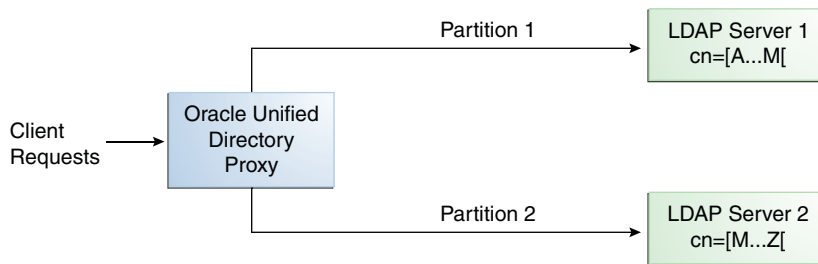 Partition 1
LDAP Server 1
cn=[A...M[
Client
Requests
Oracle Unified
Directory
Proxy
Partition 2
LDAP Server 2
cn=[M...Z[